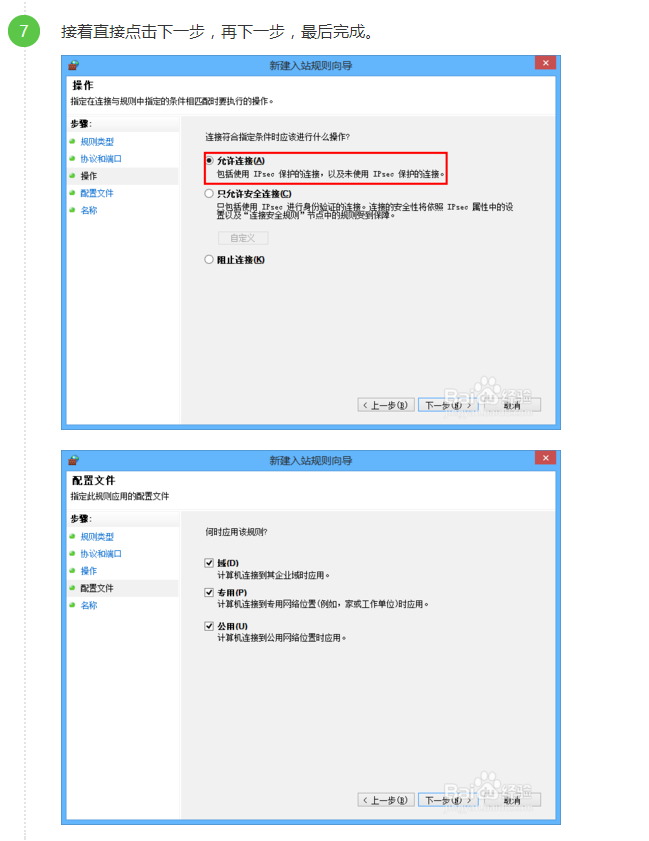 7
接着直接点击下一步，再下一步，最后完成。
新建入站规则向导
操作
指定在连接与规则中指定的条件相匹配时要执行的操作。
步骤:
连接符合指定条件时应该进行什么操作?
规则类型
协议和端口
操作
配置文件
名称
允许连接(A)
包括使用 IPsec 保护的连接，以及未使用 IPsec 保护的连接。
只允许安全连接(C)
只包括使用 IPsec 进行身份验证的连接。连接的安全性将依照 IPsec 属性中的设
置以及“连接安全规则”节点中的规则受到保障。
自定义
阻止连接(K)
Baidu 经验
< 上一步(B) 下一步(N) > 取消
新建入站规则向导
配置文件
指定此规则应用的配置文件
步骤:
何时应用该规则?
规则类型
协议和端口
操作
配置文件
名称
域(D)
计算机连接到其企业域时应用。
专用(P)
计算机连接到专用网络位置(例如，家或工作单位)时应用。
公用(U)
计算机连接到公用网络位置时应用。
Baidu 经验
< 上一步(B) 下一步(N) > 取消